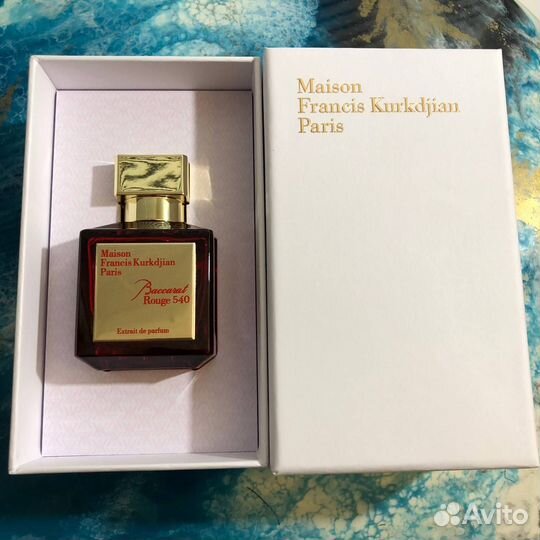 Maison
Francis Kurkdjian
Paris
Maison
Francis Kurkdjian
Paris
Baccarat
Rouge 540
Extrait de parfum
Avito